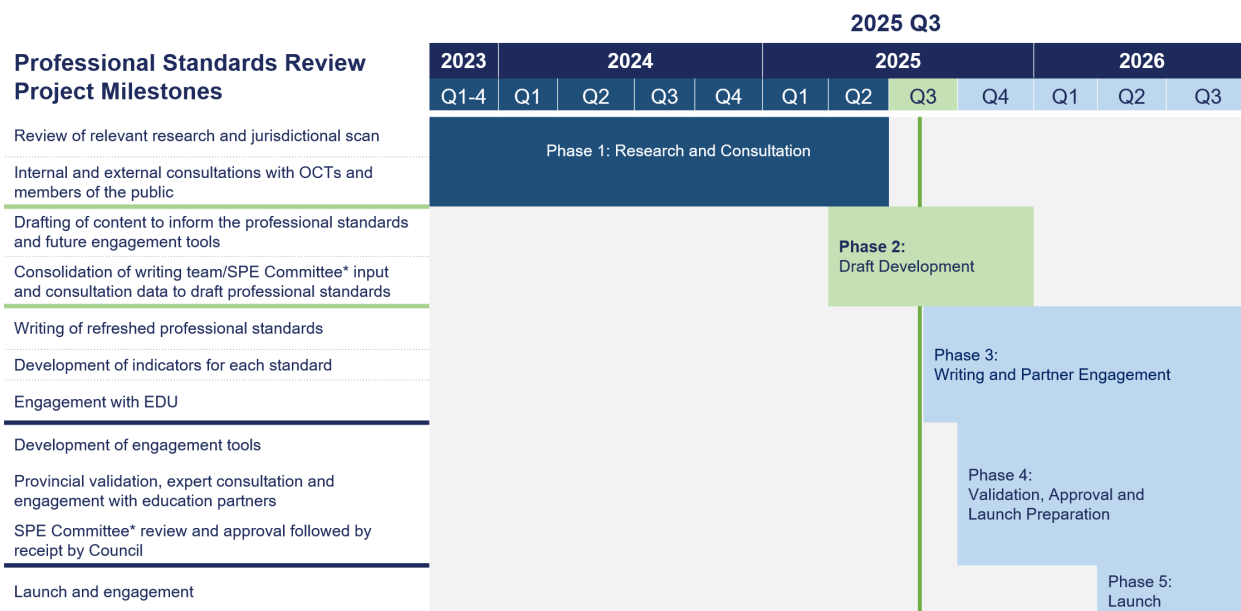 2025 Q3
Professional Standards Review
Project Milestones
2023 2024 2025 2026
Q1-4 Q1 Q2 Q3 Q4 Q1 Q2 Q3 Q4 Q1 Q2 Q3
Review of relevant research and jurisdictional scan
Internal and external consultations with OCTs and
members of the public
Phase 1: Research and Consultation
Drafting of content to inform the professional standards
and future engagement tools
Consolidation of writing team/SPE Committee* input
and consultation data to draft professional standards
Phase 2:
Draft Development
Writing of refreshed professional standards
Development of indicators for each standard
Engagement with EDU
Phase 3:
Writing and Partner Engagement
Development of engagement tools
Provincial validation, expert consultation and
engagement with education partners
SPE Committee* review and approval followed by
receipt by Council
Phase 4:
Validation, Approval and
Launch Preparation
Launch and engagement
Phase 5:
Launch